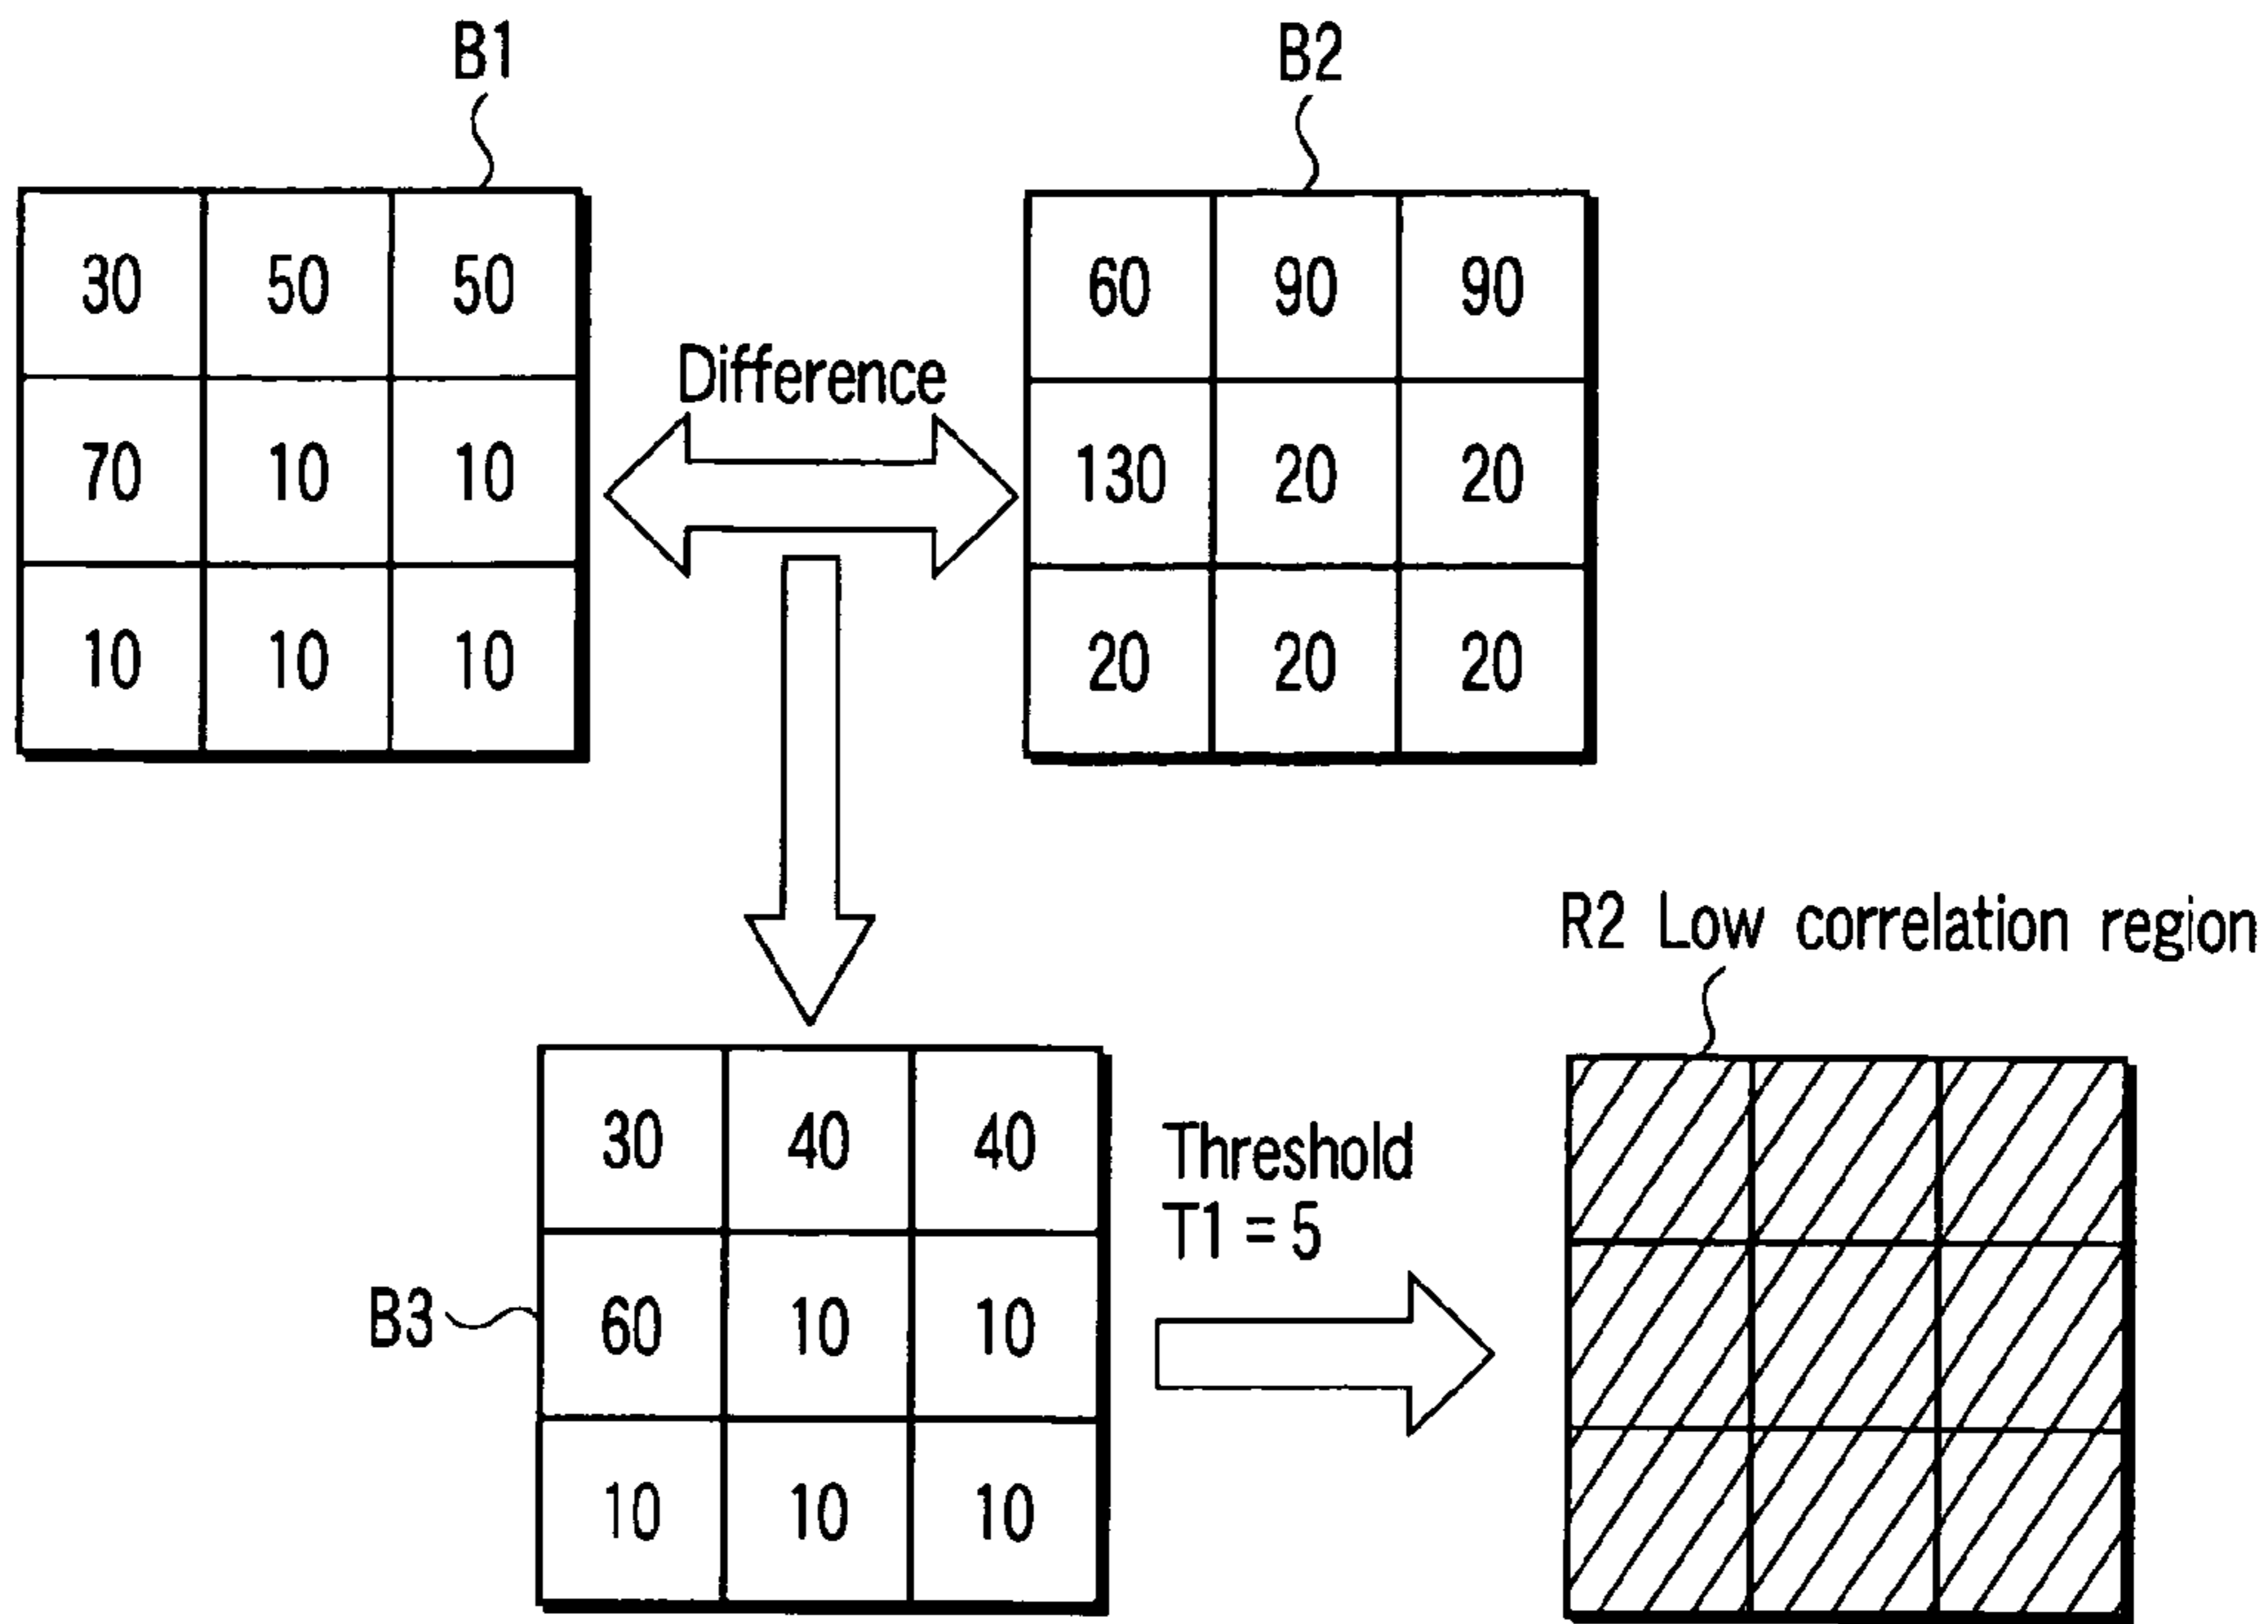 B1
B2
30 50 50
70 10 10
10 10 10
Difference
60 90 90
130 20 20
20 20 20
R2 Low correlation region
B3
30 40 40
60 10 10
10 10 10
Threshold
T1 = 5